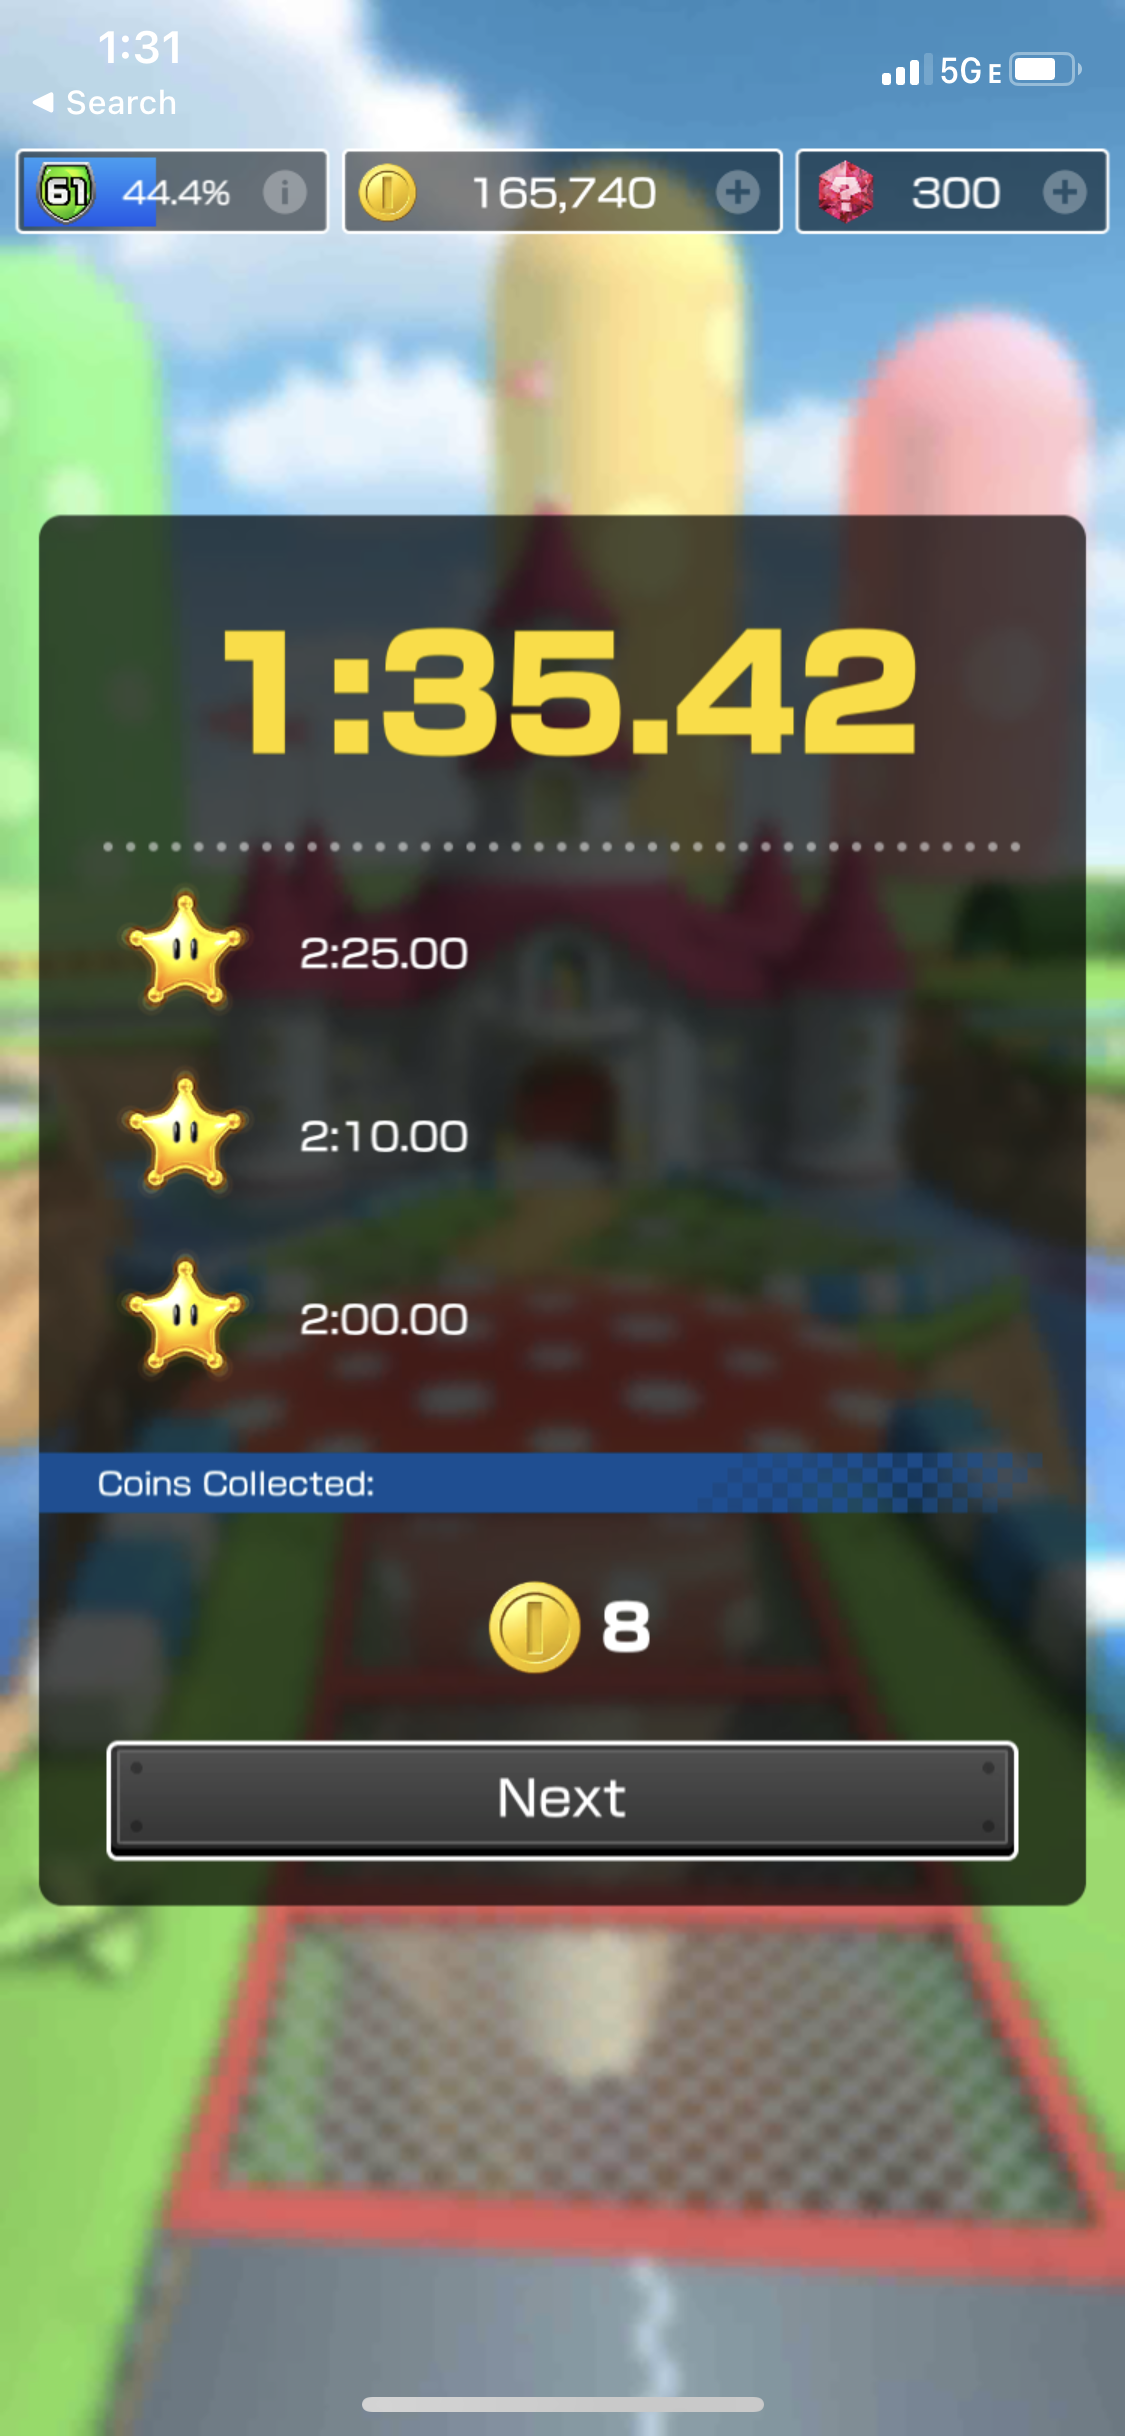 1:31
5G E
◀ Search
61 44.4% i
165,740 +
? 300 +
1:35.42
2:25.00
2:10.00
2:00.00
Coins Collected:
8
Next